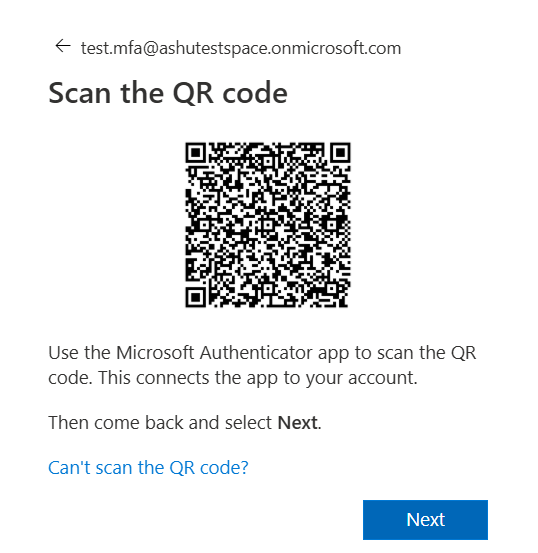 test.mfa@ashutestspace.onmicrosoft.com
Scan the QR code
Use the Microsoft Authenticator app to scan the QR
code. This connects the app to your account.
Then come back and select Next.
Can't scan the QR code?
Next